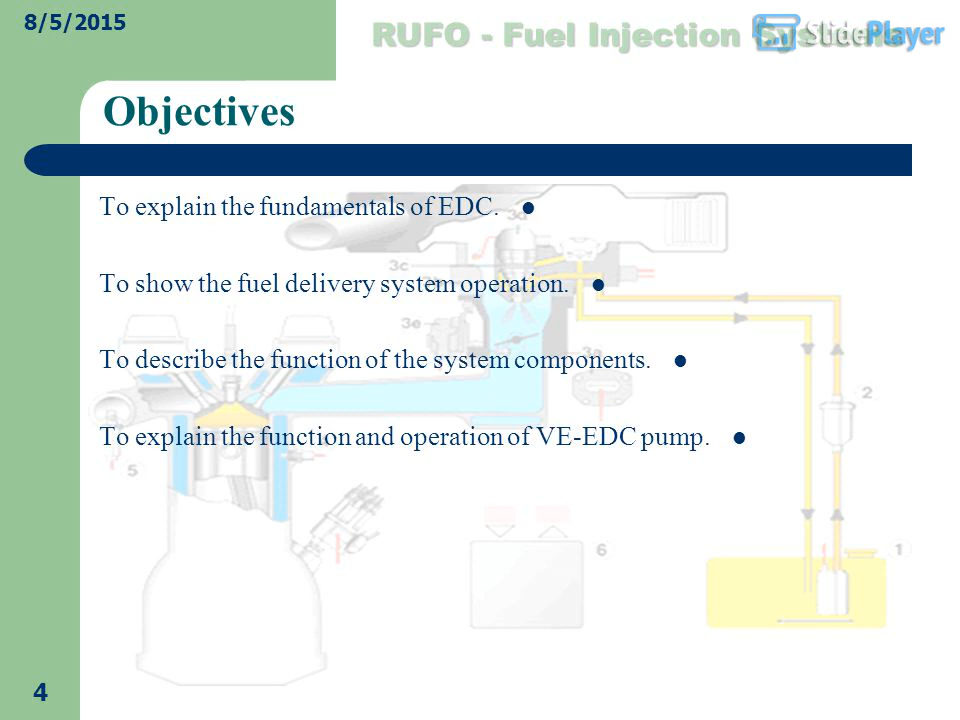 8/5/2015
RUFO - Fuel Injection Systems
SlidePlayer
Objectives
To explain the fundamentals of EDC. ●
To show the fuel delivery system operation. ●
To describe the function of the system components. ●
To explain the function and operation of VE-EDC pump. ●
3c
3e
3a
2
5
6
1
4